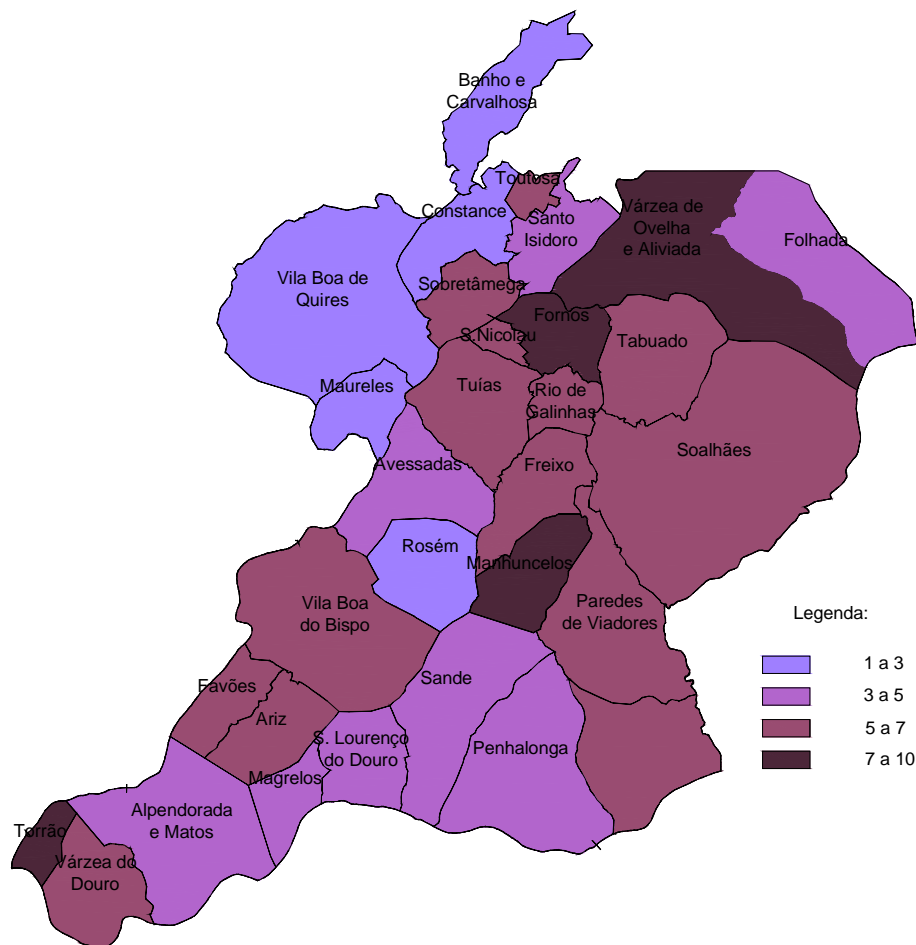 Banho e
Carvalhosa
Toutosa
Constance
Santo
Isidoro
Várzea de
Ovelha
e Aliviada
Folhada
Vila Boa de
Quires
Sobretâmega
Fornos
S.Nicolau
Tabuado
Maureles
Tuías
Rio de
Galinhas
Avessadas
Freixo
Soalhães
Rosém
Manhuncelos
Vila Boa
do Bispo
Paredes
de Viadores
Legenda:
1 a 3
3 a 5
5 a 7
7 a 10
Favões
Ariz
Sande
S. Lourenço
do Douro
Penhalonga
Magrelos
Alpendorada
e Matos
Torrão
Várzea do
Douro